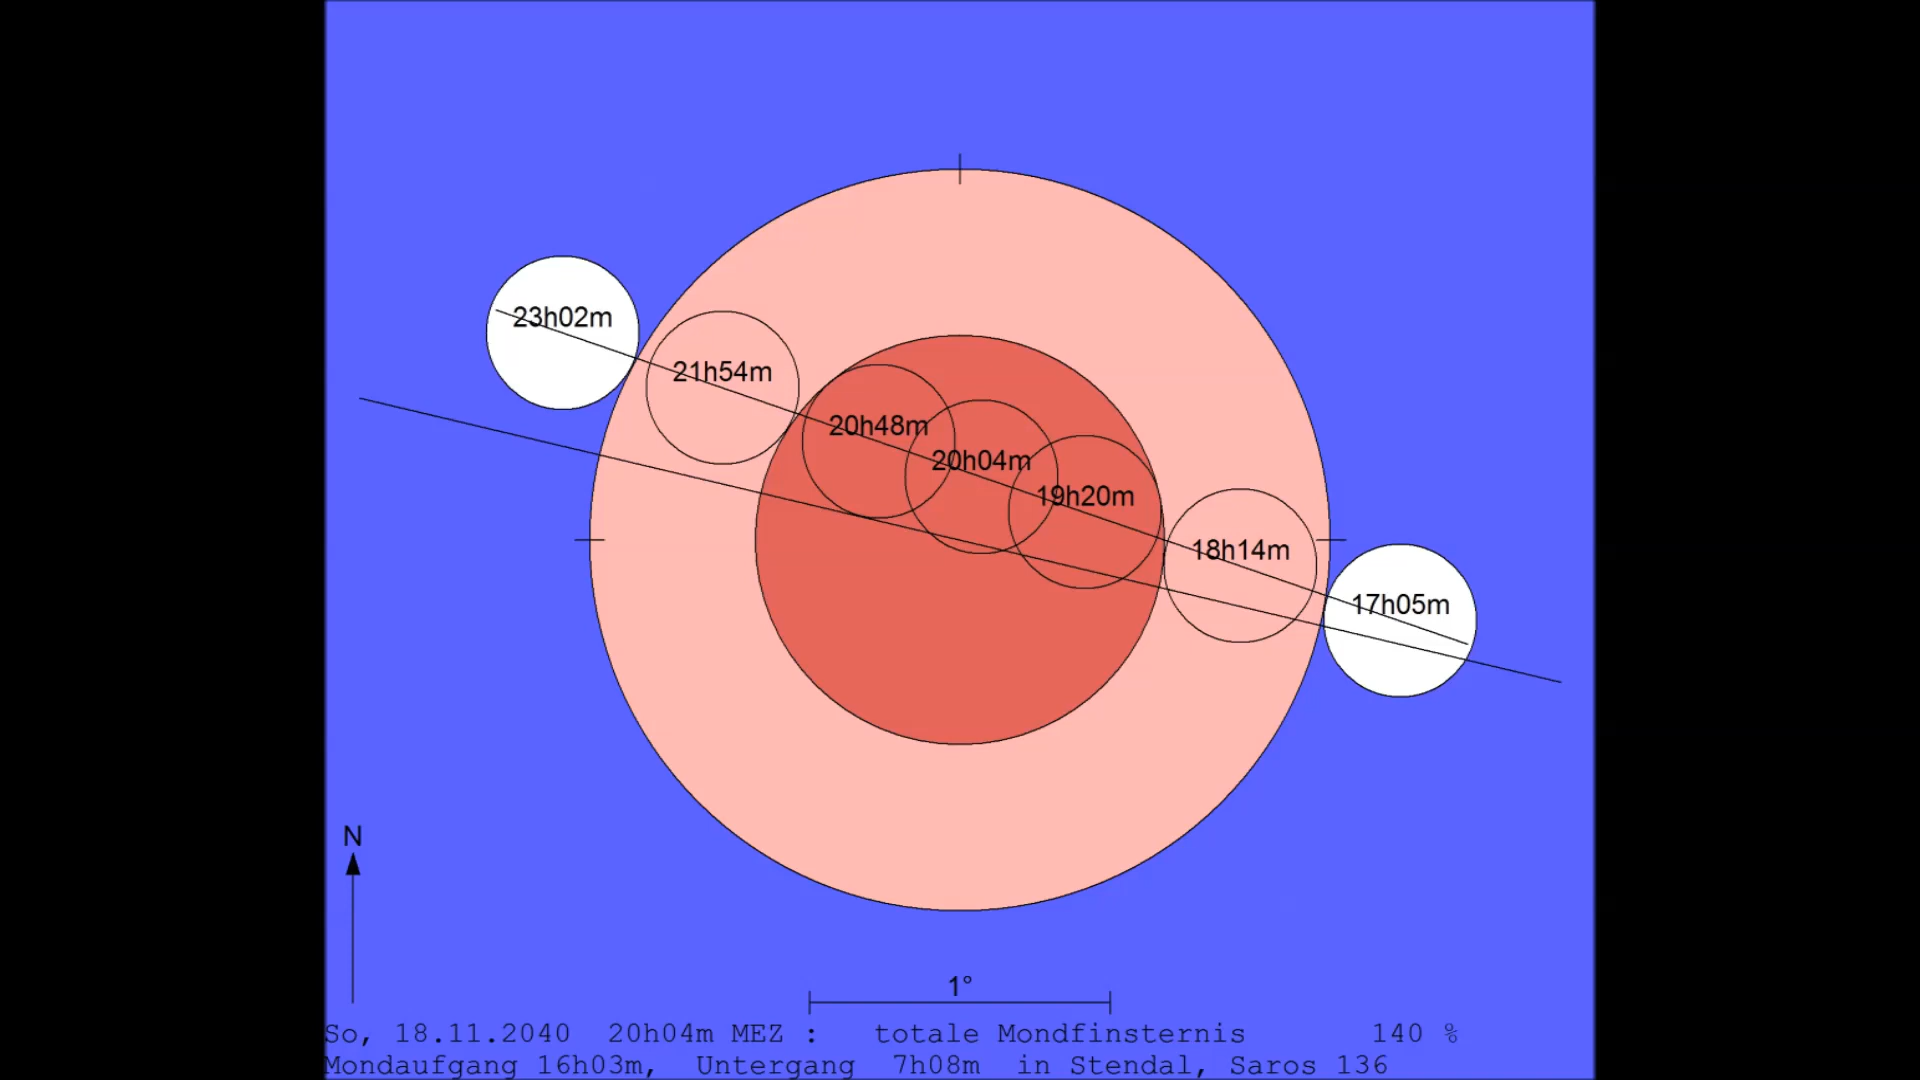 23h02m
21h54m
20h48m
20h04m
19h20m
18h14m
17h05m
N
1°
So, 18.11.2040 20h04m MEZ : totale Mondfinsternis 140 %
Mondaufgang 16h03m, Untergang 7h08m in Stendal, Saros 136